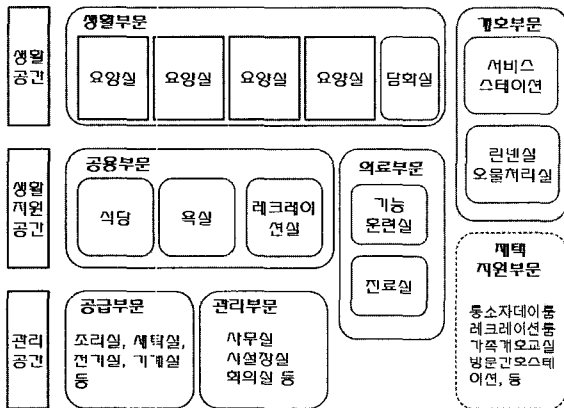 생활
공간
생활부문
요양실
요양실
요양실
요양실
담화실
개호부문
서비스
스테이션
린넨실
오물처리실
생활
지원
공간
공용부문
식당
욕실
레크레이
션실
의료부문
기능
훈련실
진료실
재택
지원부문
통소자데이룸
레크레이션룸
가족개호교실
방문간호스테
이션, 등
관리
공간
공급부문
조리실, 세탁실,
전기실, 기계실
등
관리부문
사무실
시설장실
회의실 등